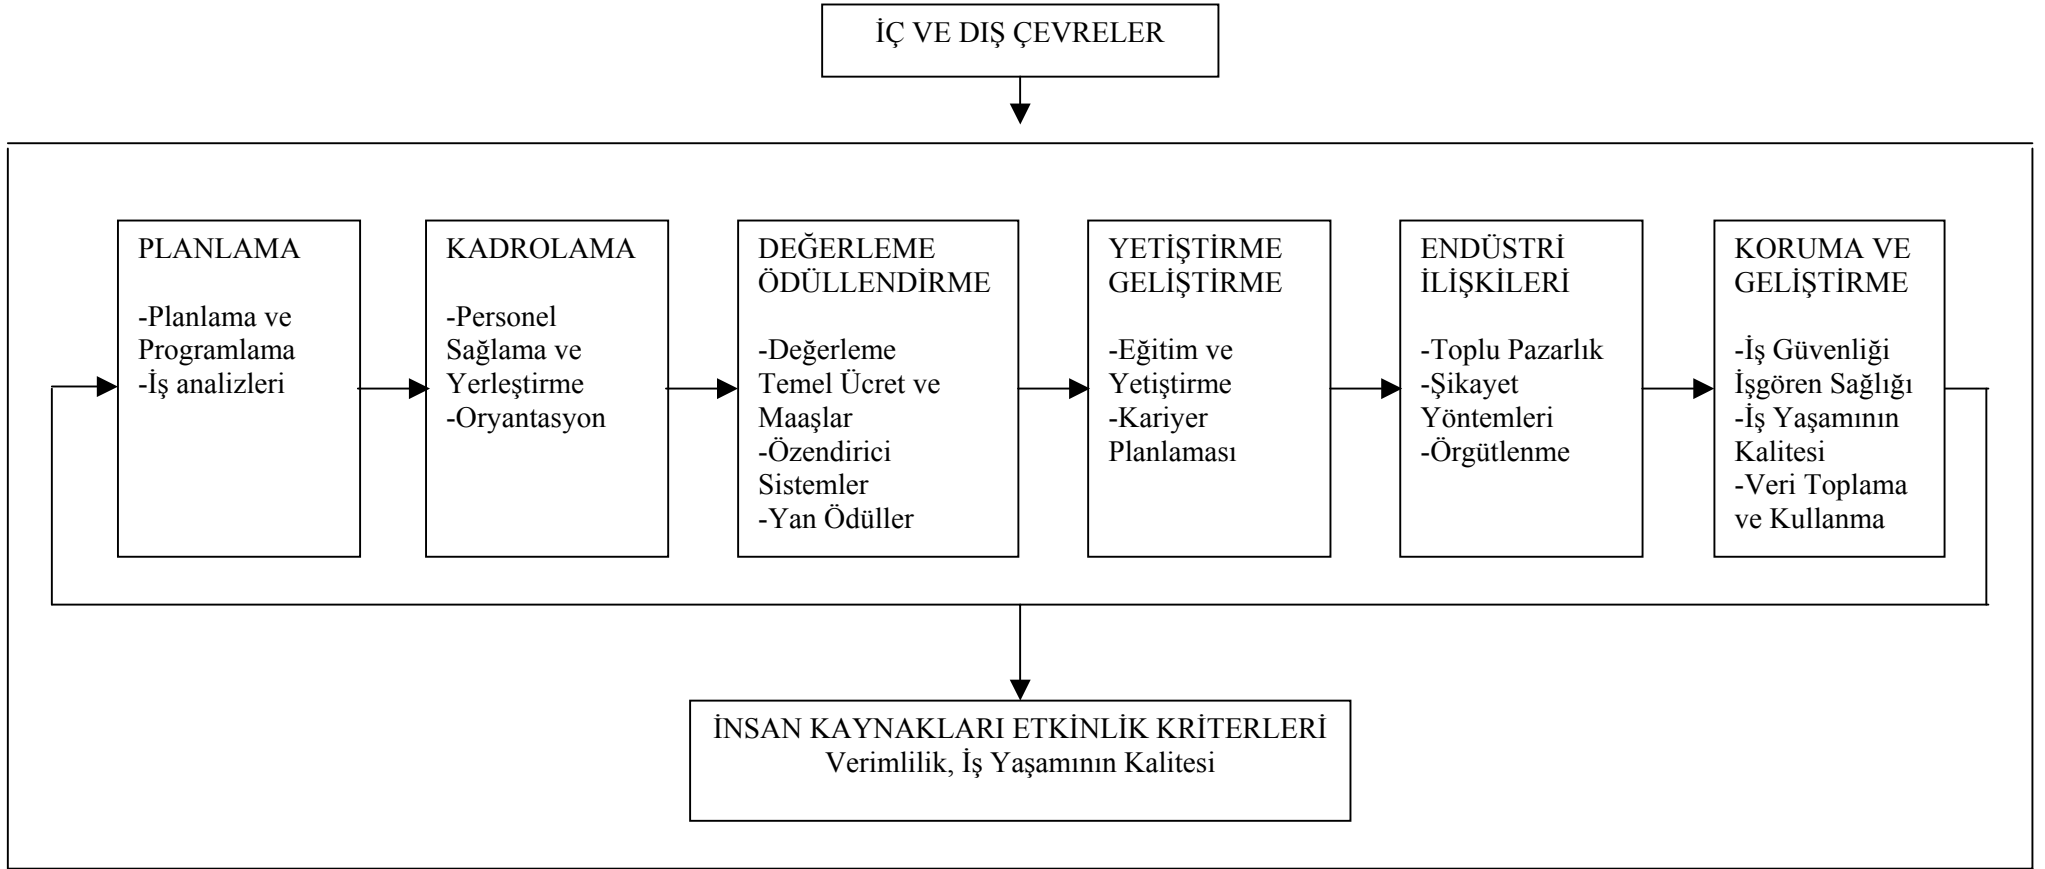 İÇ VE DIŞ ÇEVRELER
PLANLAMA
-Planlama ve
Programlama
-İş analizleri
KADROLAMA
-Personel
Sağlama ve
Yerleştirme
-Oryantasyon
DEĞERLEME
ÖDÜLLENDİRME
-Değerleme
Temel Ücret ve
Maaşlar
-Özendirici
Sistemler
-Yan Ödüller
YETİŞTİRME
GELİŞTİRME
-Eğitim ve
Yetiştirme
-Kariyer
Planlaması
ENDÜSTRİ
İLİŞKİLERİ
-Toplu Pazarlık
-Şikayet
Yöntemleri
-Örgütlenme
KORUMA VE
GELİŞTİRME
-İş Güvenliği
İşgören Sağlığı
-İş Yaşamının
Kalitesi
-Veri Toplama
ve Kullanma
İNSAN KAYNAKLARI ETKİNLİK KRİTERLERİ
Verimlilik, İş Yaşamının Kalitesi